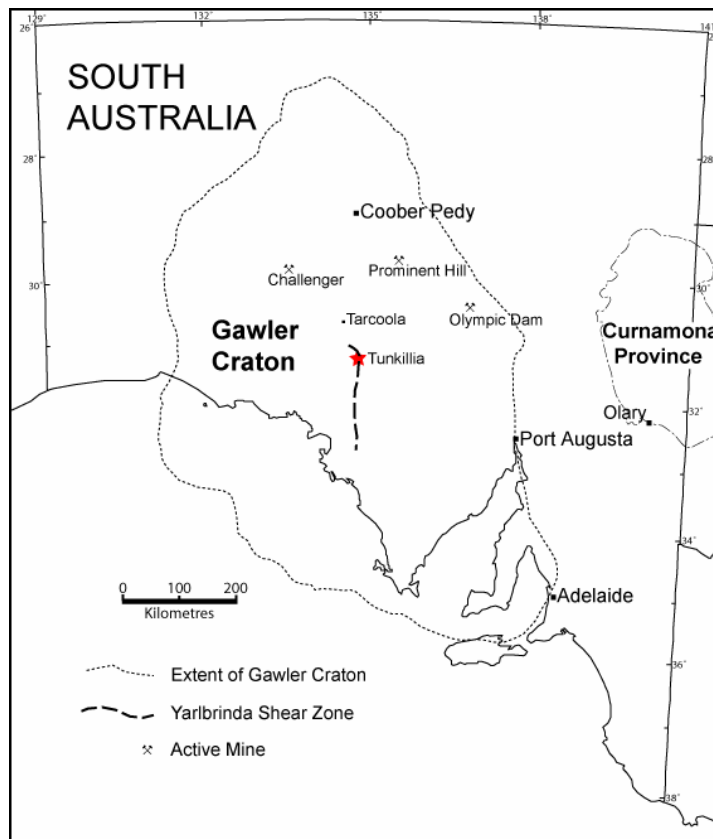 129°
132°
135°
138°
141
26°
SOUTH
AUSTRALIA
28°
Coober Pedy
Prominent Hill
Challenger
30°
30°
Tarcoola
Olympic Dam
Gawler
Craton
Curnamona
Province
Tunkillia
32°
Olary
Port Augusta
34°
0 100 200
Kilometres
Adelaide
36°
Extent of Gawler Craton
Yarlbrinda Shear Zone
Active Mine
38°